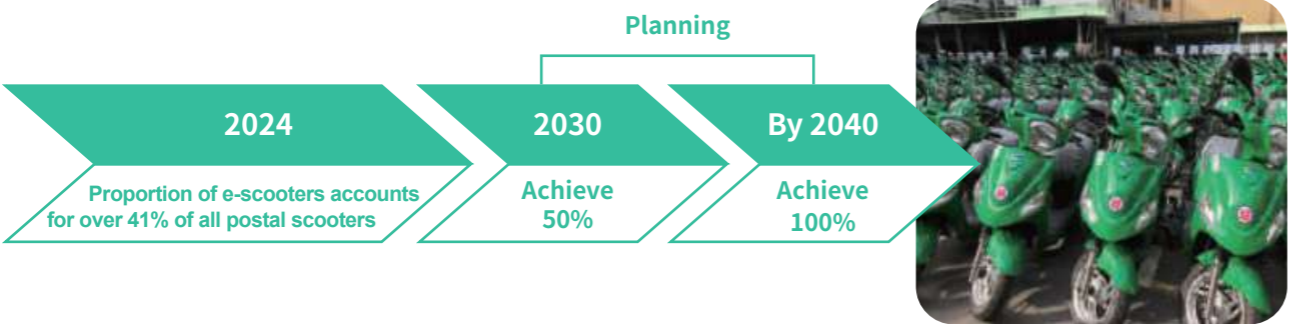 Planning
2024
2030
By 2040
Proportion of e-scooters accounts
for over 41% of all postal scooters
Achieve
50%
Achieve
100%